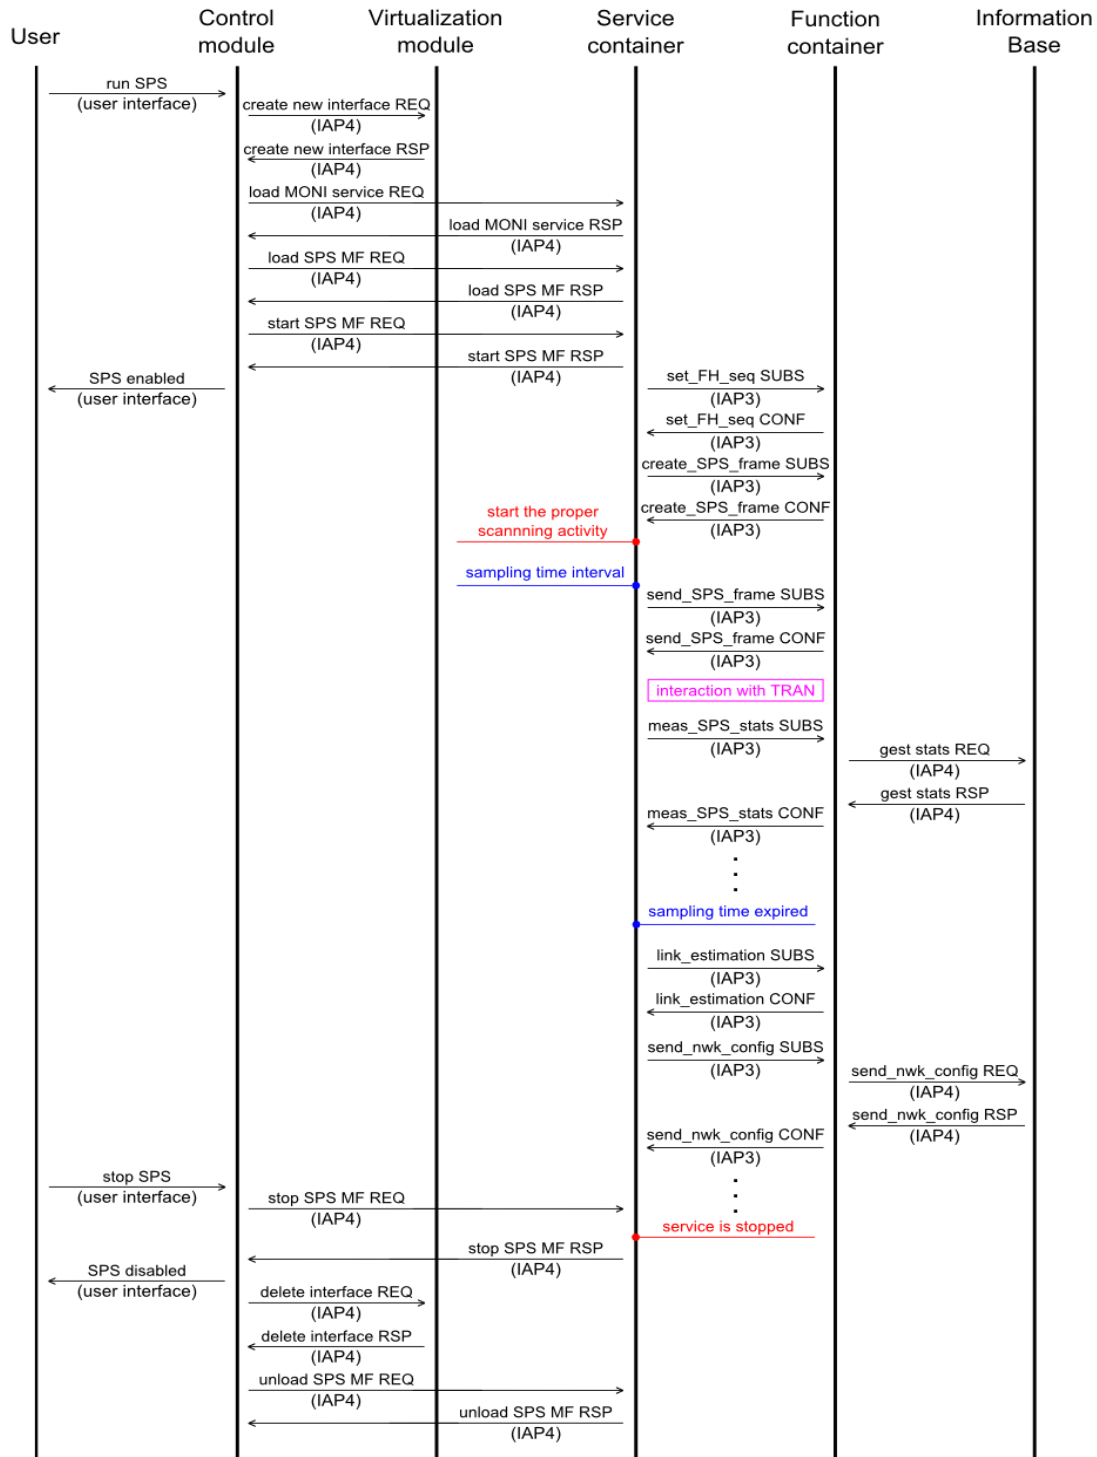 User
Control
module
Virtualization
module
Service
container
Function
container
Information
Base
run SPS
(user interface)
create new interface REQ
(IAP4)
create new interface RSP
(IAP4)
load MONI service REQ
(IAP4)
load MONI service RSP
(IAP4)
load SPS MF REQ
(IAP4)
load SPS MF RSP
(IAP4)
start SPS MF REQ
(IAP4)
start SPS MF RSP
(IAP4)
SPS enabled
(user interface)
set_FH_seq SUBS
(IAP3)
set_FH_seq CONF
(IAP3)
create_SPS_frame SUBS
(IAP3)
create_SPS_frame CONF
(IAP3)
start the proper
scannning activity
sampling time interval
send_SPS_frame SUBS
(IAP3)
send_SPS_frame CONF
(IAP3)
interaction with TRAN
meas_SPS_stats SUBS
(IAP3)
gest stats REQ
(IAP4)
gest stats RSP
(IAP4)
meas_SPS_stats CONF
(IAP3)
sampling time expired
link_estimation SUBS
(IAP3)
link_estimation CONF
(IAP3)
send_nwk_config SUBS
(IAP3)
send_nwk_config REQ
(IAP4)
send_nwk_config RSP
(IAP4)
send_nwk_config CONF
(IAP3)
stop SPS
(user interface)
stop SPS MF REQ
(IAP4)
service is stopped
stop SPS MF RSP
(IAP4)
SPS disabled
(user interface)
delete interface REQ
(IAP4)
delete interface RSP
(IAP4)
unload SPS MF REQ
(IAP4)
unload SPS MF RSP
(IAP4)